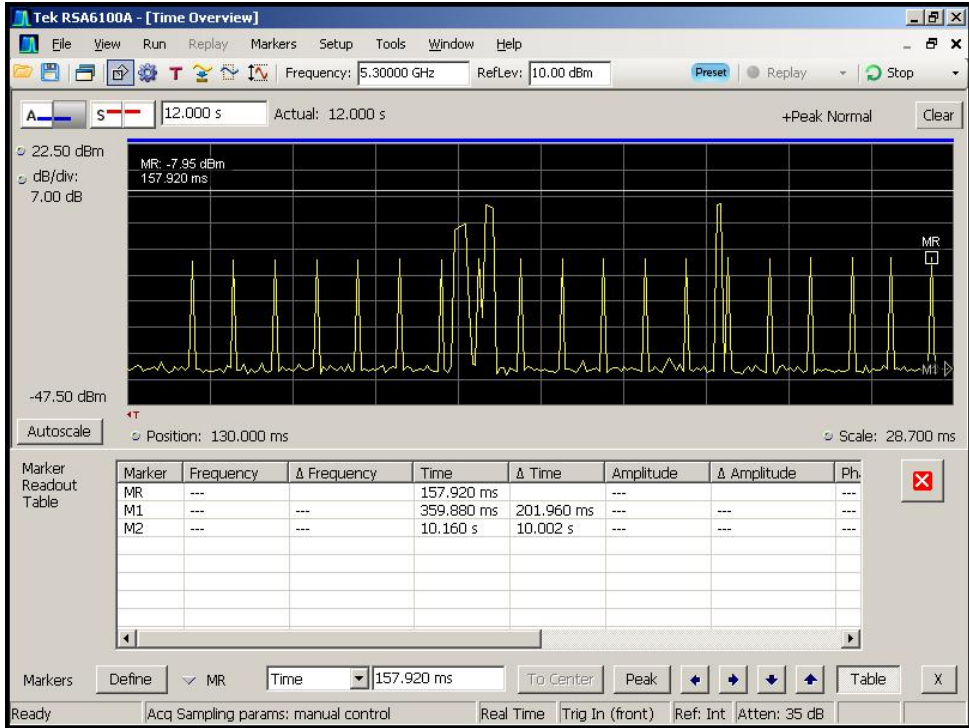 Tek RSA6100A - [Time Overview]
File View Run Replay Markers Setup Tools Window Help
T Frequency: 5.30000 GHz RefLev: 10.00 dBm Preset Replay Stop
A S 12.000 s Actual: 12.000 s +Peak Normal Clear
22.50 dBm
dB/div:
7.00 dB
MR: -7.95 dBm
157.920 ms
MR
M1
-47.50 dBm
T
Autoscale Position: 130.000 ms Scale: 28.700 ms
Marker
Readout
Table
Marker Frequency Δ Frequency Time Δ Time Amplitude Δ Amplitude Ph
MR --- 157.920 ms --- ---
M1 --- --- 359.880 ms 201.960 ms --- --- ---
M2 --- --- 10.160 s 10.002 s --- --- ---
Markers Define MR Time 157.920 ms To Center Peak Table X
Ready Acq Sampling params: manual control Real Time Trig In (front) Ref: Int Atten: 35 dB